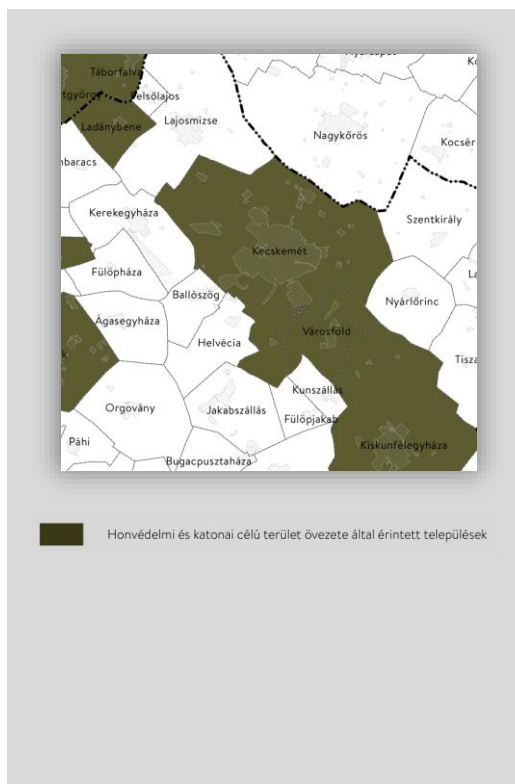 Táborfalva
Felsőlajos
Ladánybene
Lajosmizse
Nagykőrös
Kocsér
Szentkirály
Kerekegyháza
Kecskemét
Fülöpháza
Ballószög
Nyárlőrinc
Ágasegyháza
Városföld
Helvécia
Kunszállás
Orgovány
Jakabszállás
Fülöpjakab
Páhi
Kiskunfélegyháza
Bugacpusztaháza
Honvédelmi és katonai célú terület övezete által érintett települések